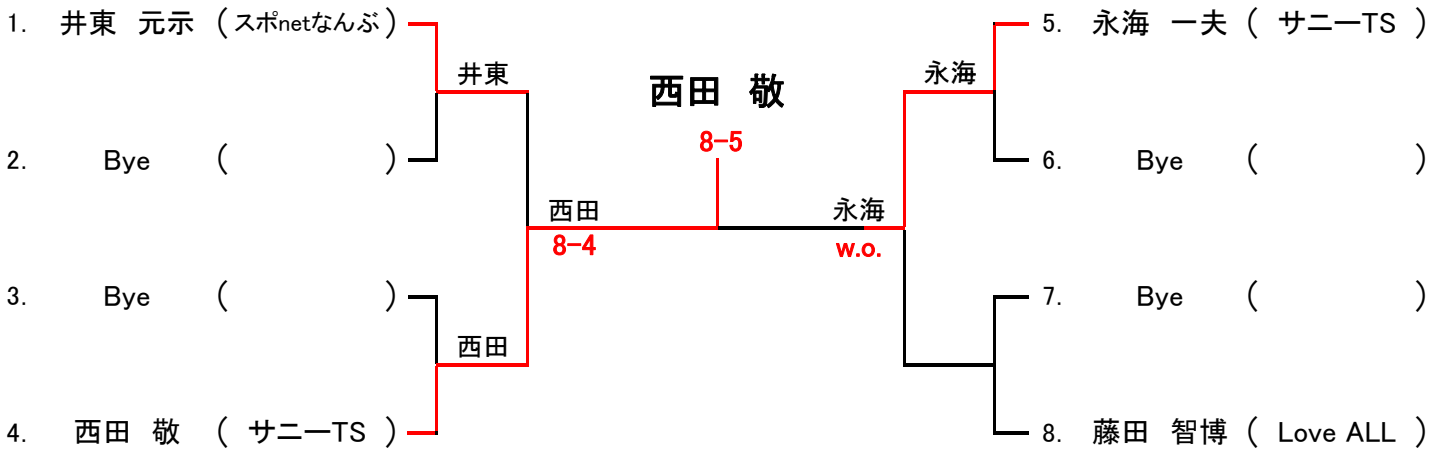 1. 井東 元示 (スポnetなんぶ)
井東
2. Bye ( )
西田
8-4
3. Bye ( )
西田
4. 西田 敬 ( サニーTS )
西田 敬
8-5
5. 永海 一夫 ( サニーTS )
永海
6. Bye ( )
永海
w.o.
7. Bye ( )
8. 藤田 智博 ( Love ALL )